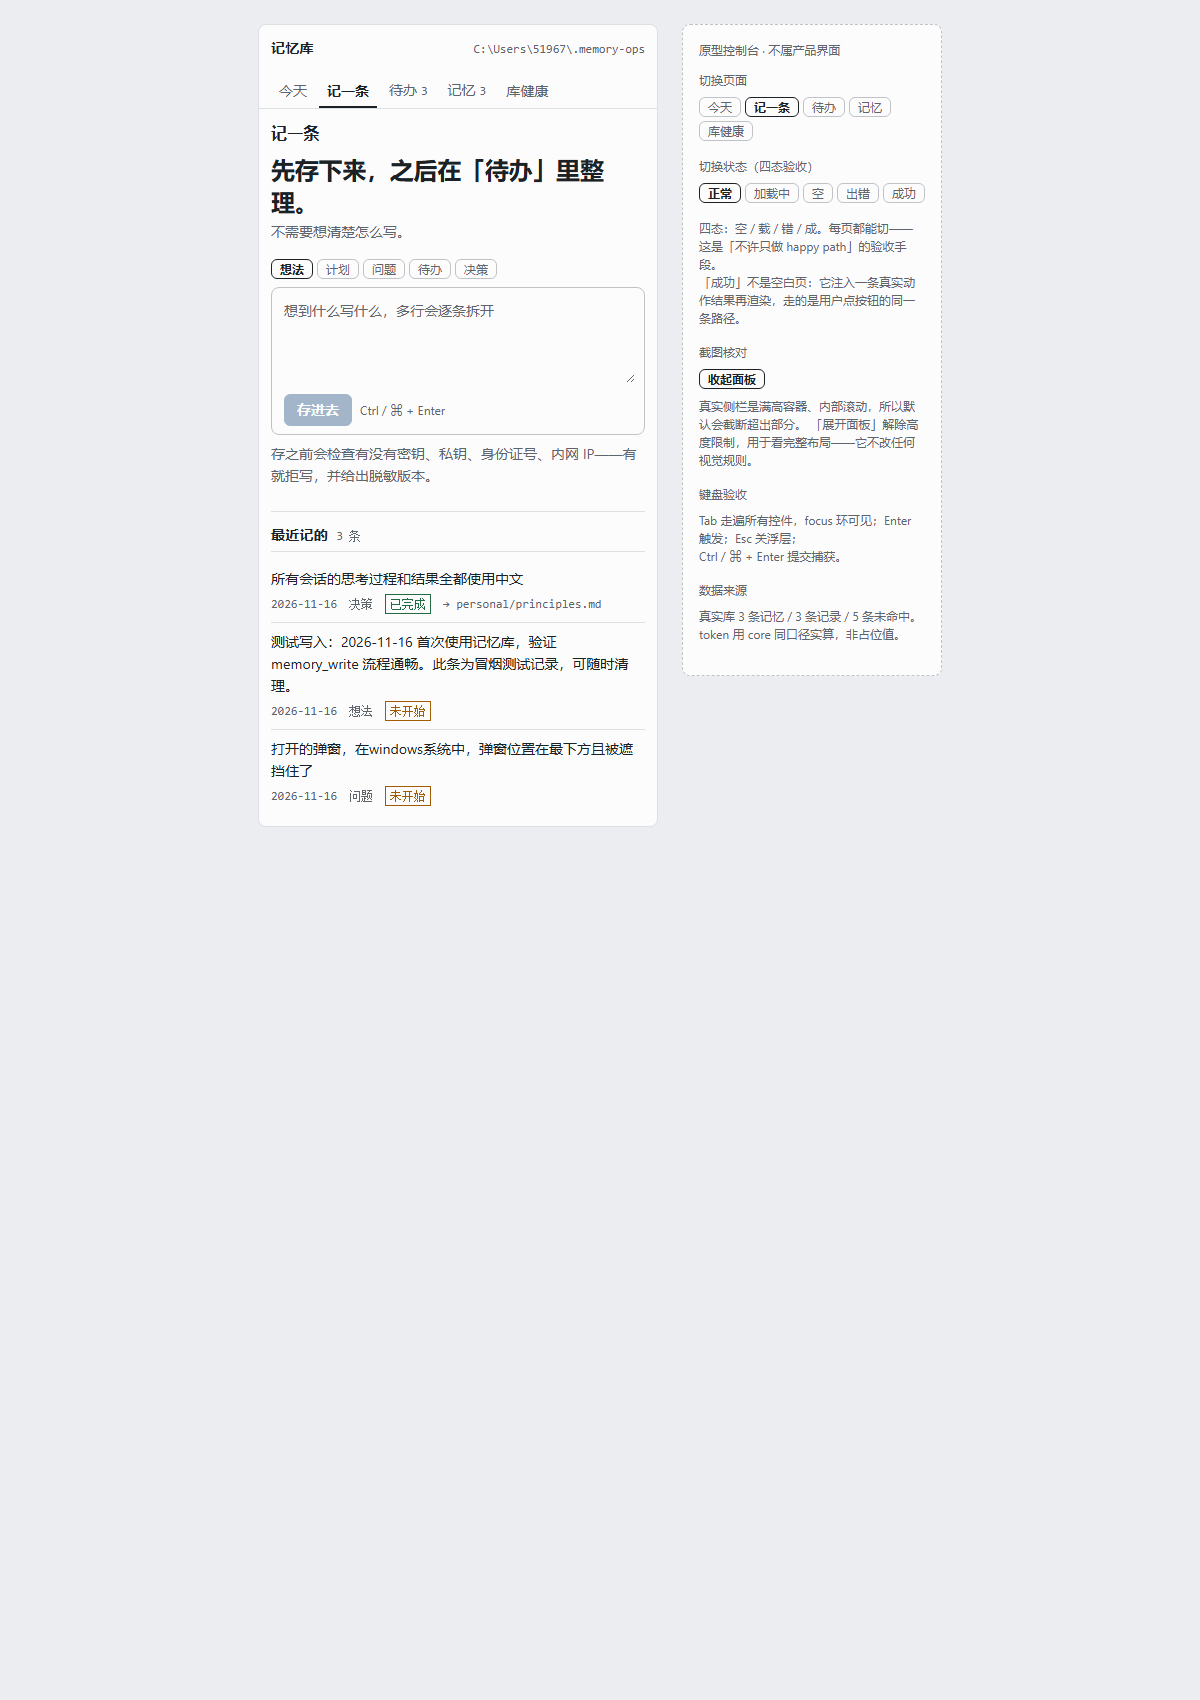 记忆库
C:\Users\51967\.memory-ops
今天 记一条 待办 3 记忆 3 库健康
记一条
先存下来，之后在「待办」里整
理。
不需要想清楚怎么写。
想法 计划 问题 待办 决策
想到什么写什么，多行会逐条拆开
存进去 Ctrl / ⌘ + Enter
存之前会检查有没有密钥、私钥、身份证号、内网 IP——有
就拒写，并给出脱敏版本。
最近记的 3 条
所有会话的思考过程和结果全都使用中文
2026-11-16 决策 已完成 → personal/principles.md
测试写入：2026-11-16 首次使用记忆库，验证
memory_write 流程通畅。此条为冒烟测试记录，可随时清
理。
2026-11-16 想法 未开始
打开的弹窗，在windows系统中，弹窗位置在最下方且被遮
挡住了
2026-11-16 问题 未开始
原型控制台 · 不属产品界面
切换页面
今天 记一条 待办 记忆
库健康
切换状态（四态验收）
正常 加载中 空 出错 成功
四态：空 / 载 / 错 / 成。每页都能切——
这是「不许只做 happy path」的验收手
段。
「成功」不是空白页：它注入一条真实动
作结果再渲染，走的是用户点按钮的同一
条路径。
截图核对
收起面板
真实侧栏是满高容器、内部滚动，所以默
认会截断超出部分。 「展开面板」解除高
度限制，用于看完整布局——它不改任何
视觉规则。
键盘验收
Tab 走遍所有控件，focus 环可见；Enter
触发；Esc 关浮层；
Ctrl / ⌘ + Enter 提交捕获。
数据来源
真实库 3 条记忆 / 3 条记录 / 5 条未命中。
token 用 core 同口径实算，非占位值。